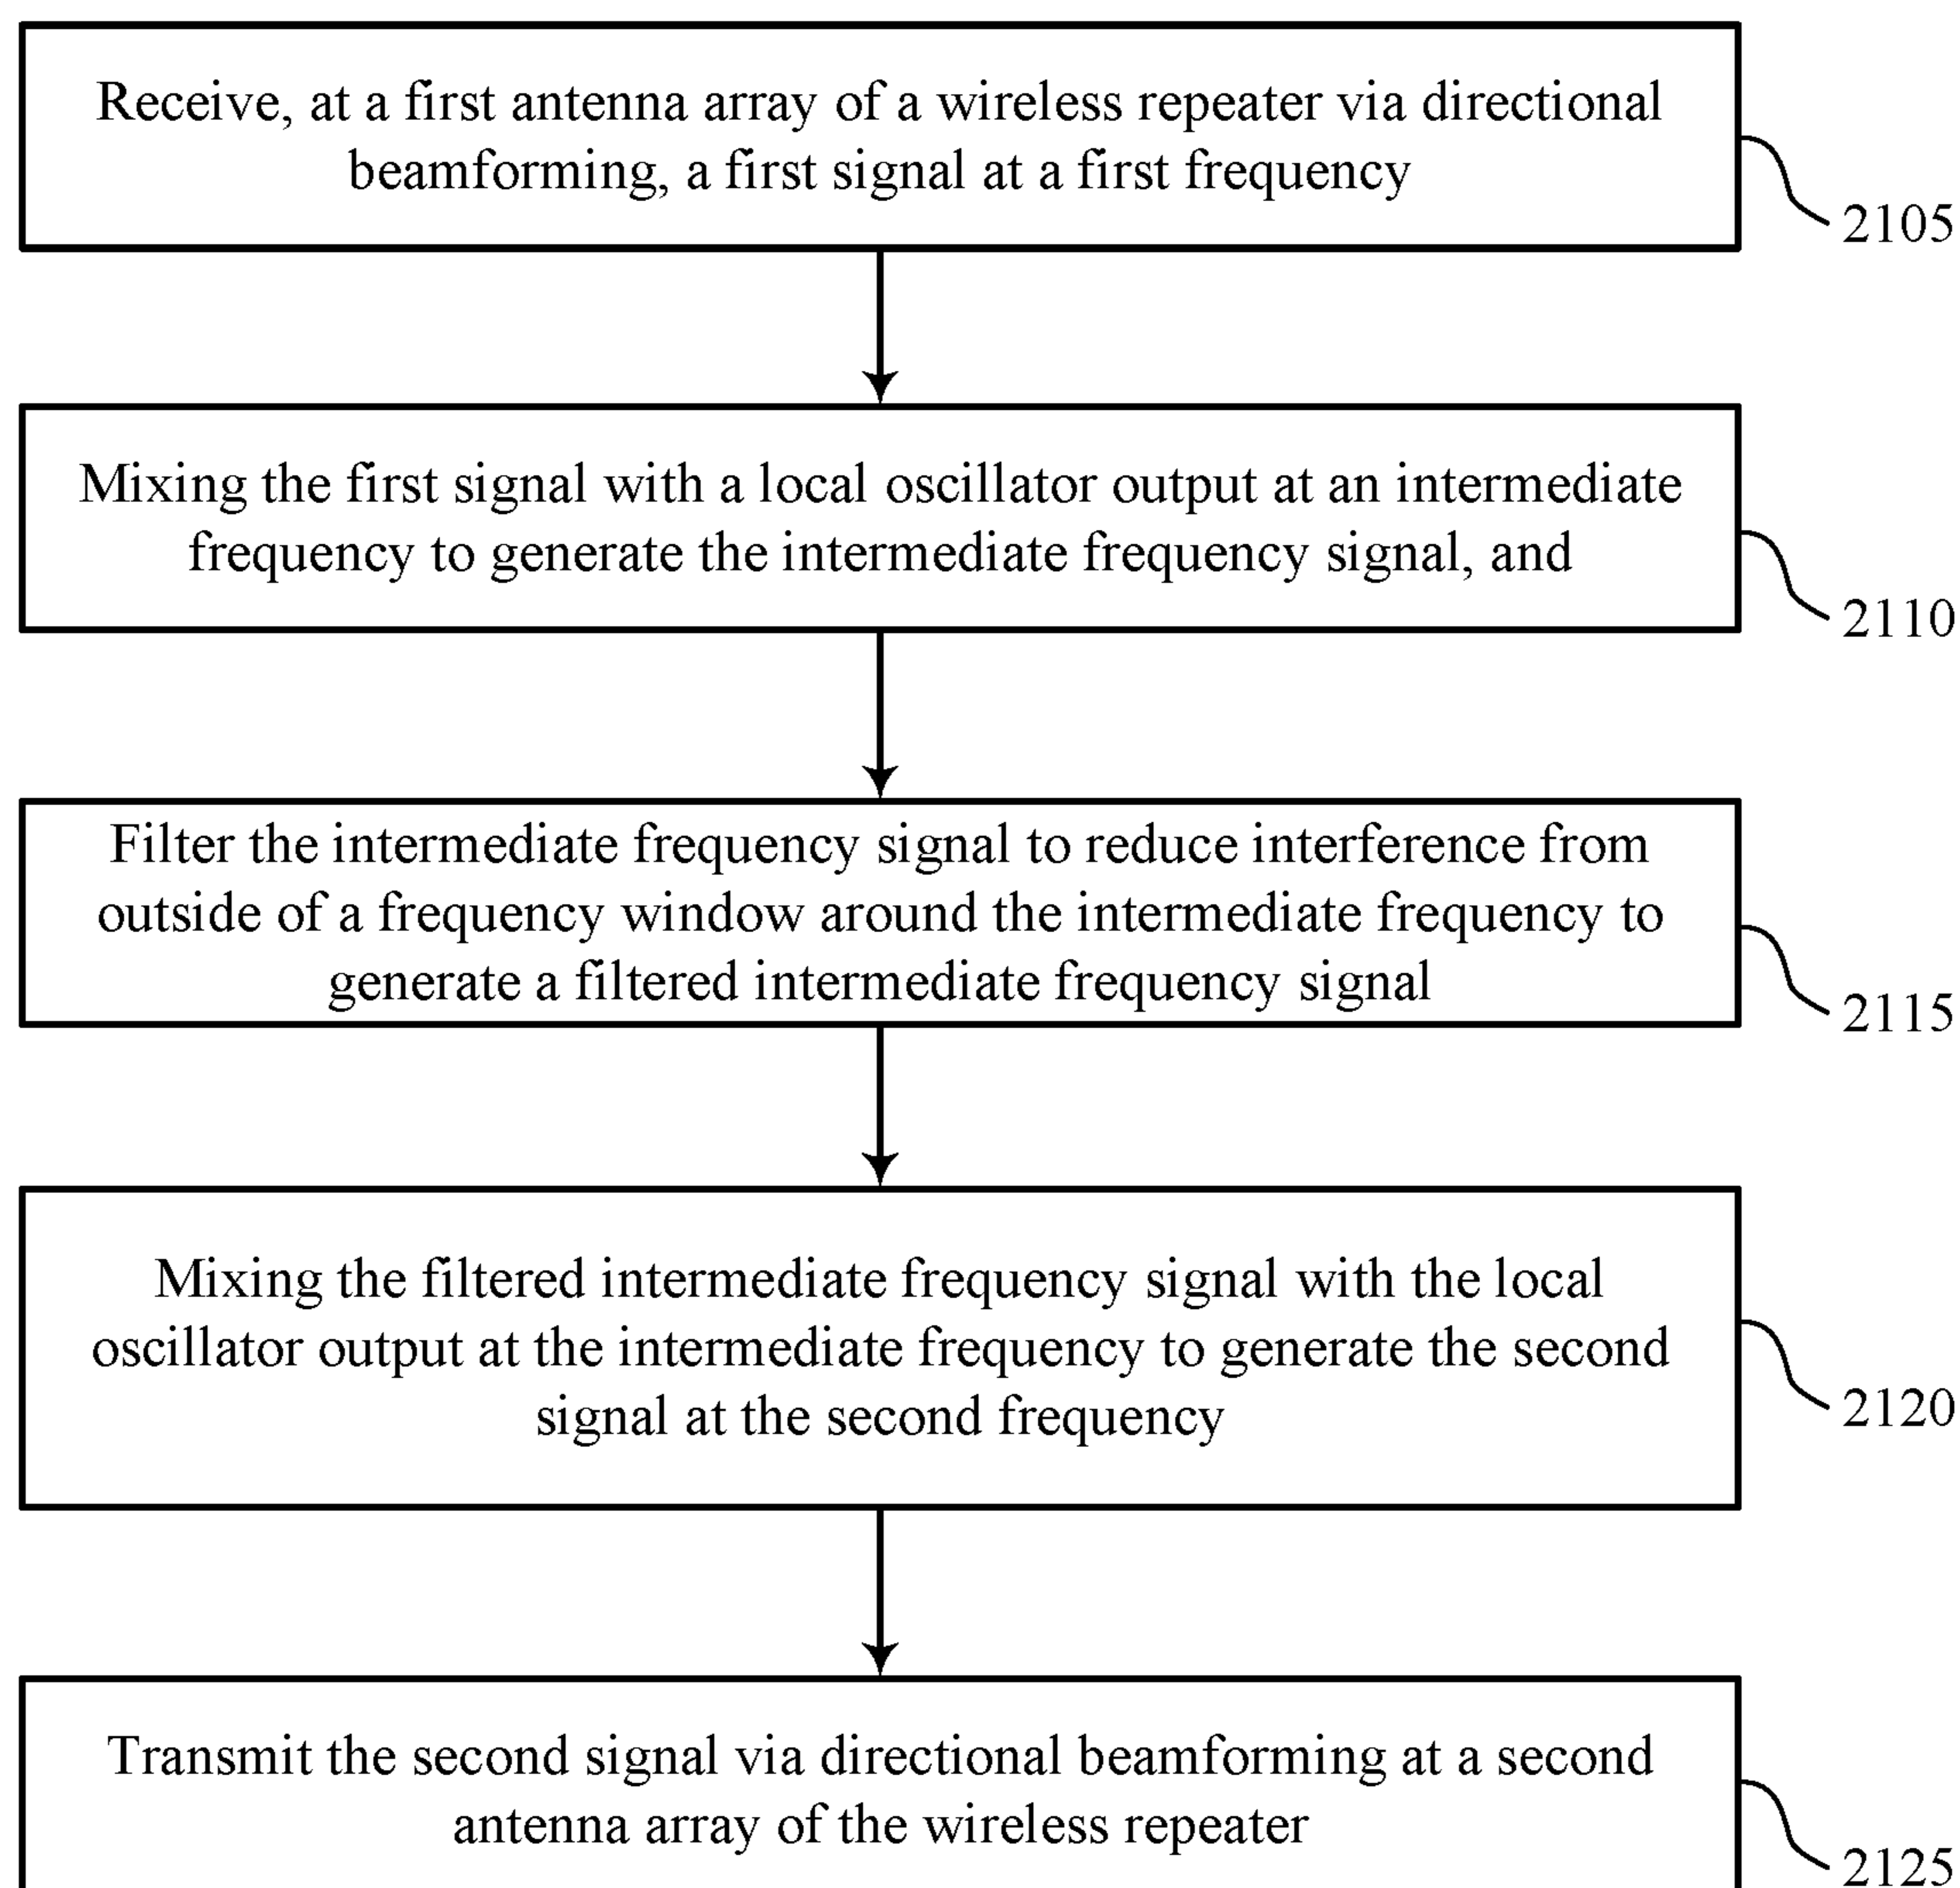 Receive, at a first antenna array of a wireless repeater via directional
beamforming, a first signal at a first frequency
2105
Mixing the first signal with a local oscillator output at an intermediate
frequency to generate the intermediate frequency signal, and
2110
Filter the intermediate frequency signal to reduce interference from
outside of a frequency window around the intermediate frequency to
generate a filtered intermediate frequency signal
2115
Mixing the filtered intermediate frequency signal with the local
oscillator output at the intermediate frequency to generate the second
signal at the second frequency
2120
Transmit the second signal via directional beamforming at a second
antenna array of the wireless repeater
2125